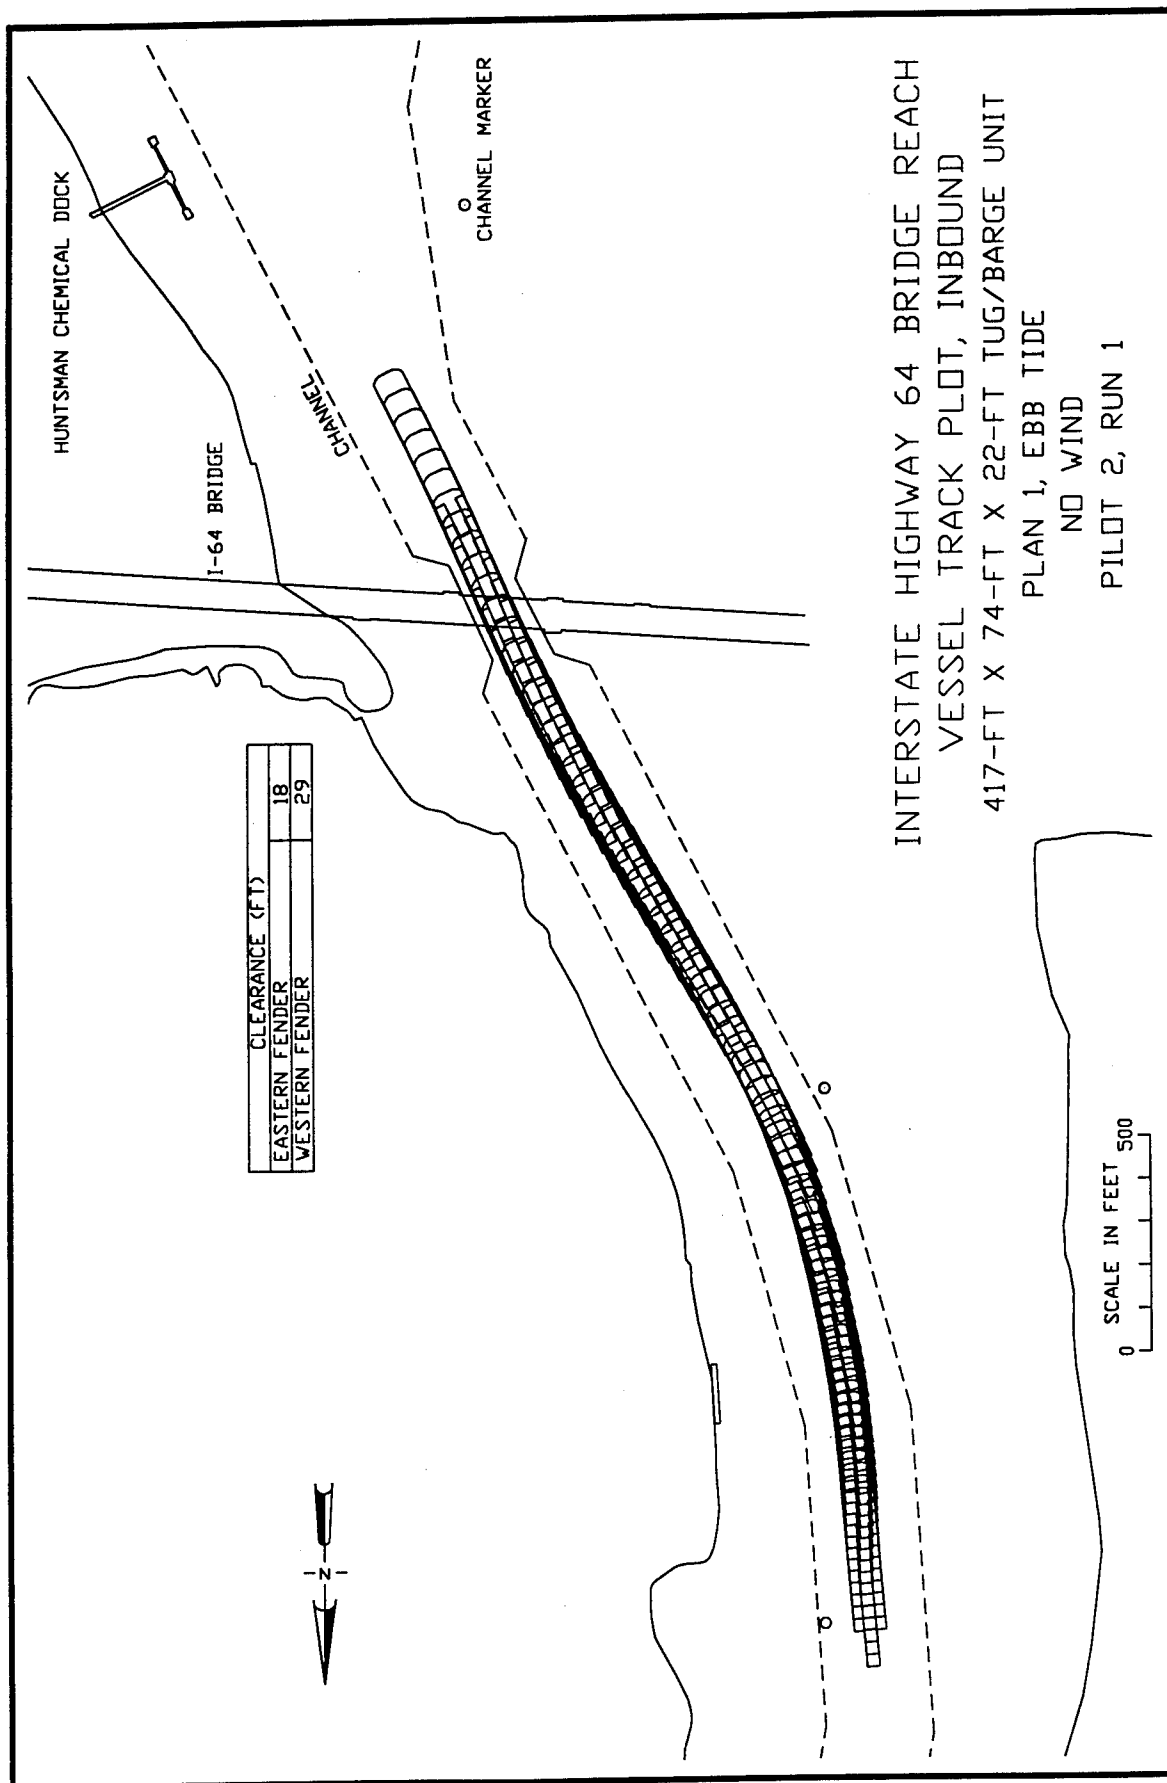 HUNTSMAN CHEMICAL DOCK
I-64 BRIDGE
CHANNEL
CHANNEL MARKER
CLEARANCE (FT)
EASTERN FENDER 18
WESTERN FENDER 29
-N-
INTERSTATE HIGHWAY 64 BRIDGE REACH
VESSEL TRACK PLOT, INBOUND
417-FT X 74-FT X 22-FT TUG/BARGE UNIT
PLAN 1, EBB TIDE
NO WIND
PILOT 2, RUN 1
SCALE IN FEET
0 500